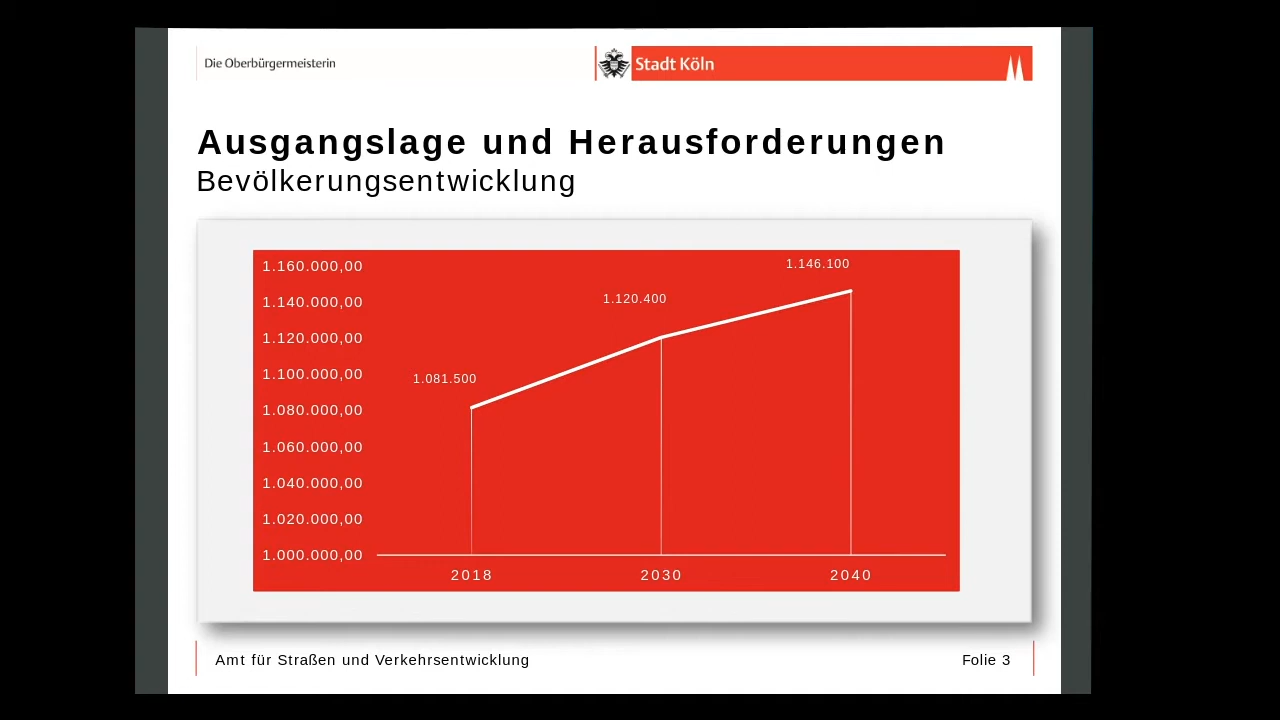 Die Oberbürgermeisterin
Stadt Köln
Ausgangslage und Herausforderungen
Bevölkerungsentwicklung
1.160.000,00
1.140.000,00
1.120.000,00
1.100.000,00
1.080.000,00
1.060.000,00
1.040.000,00
1.020.000,00
1.000.000,00
1.081.500
1.120.400
1.146.100
2018 2030 2040
Amt für Straßen und Verkehrsentwicklung
Folie 3